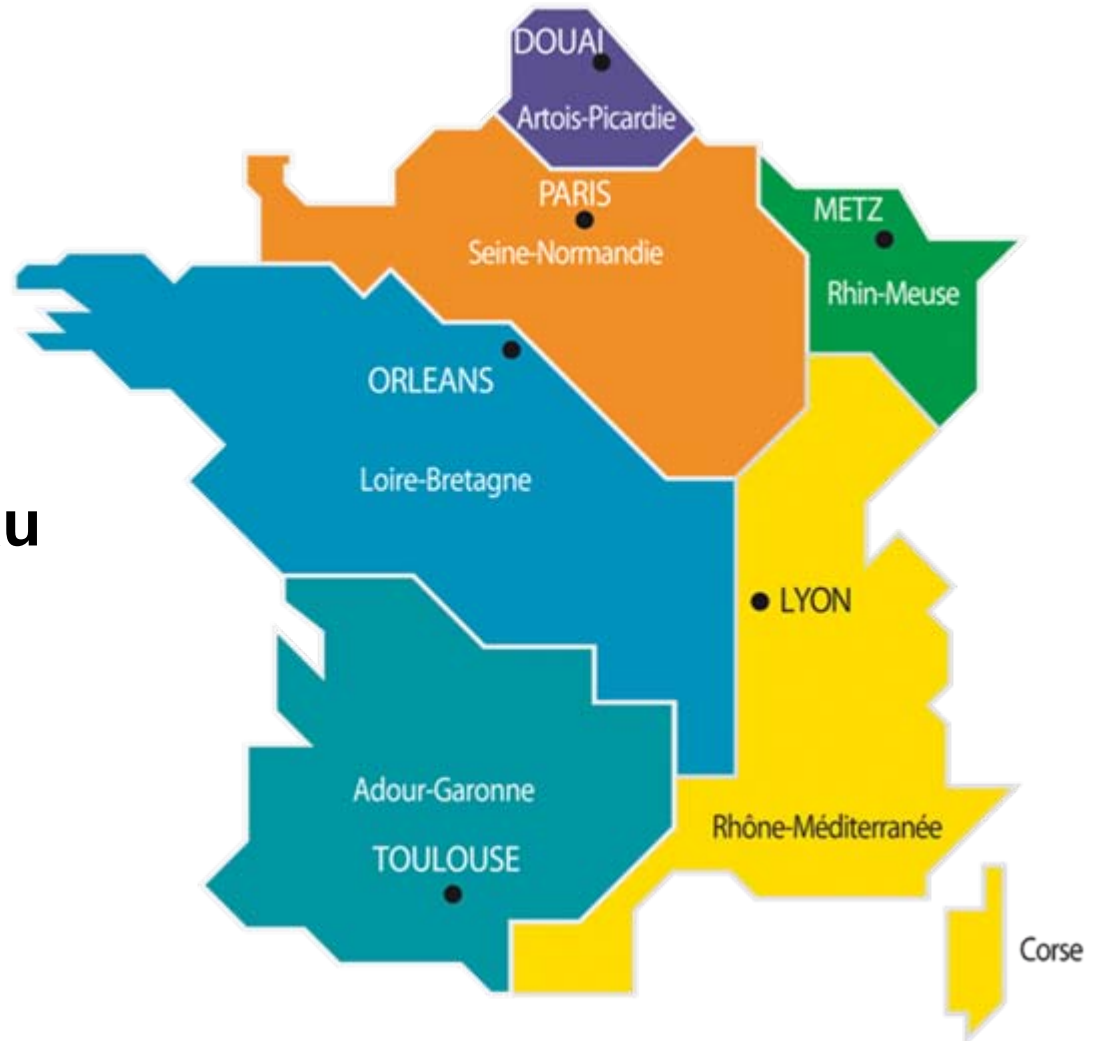 DOUAI
Artois-Picardie
PARIS
METZ
Seine-Normandie
Rhin-Meuse
ORLEANS
Loire-Bretagne
u
LYON
Adour-Garonne
Rhône-Méditerranée
TOULOUSE
Corse